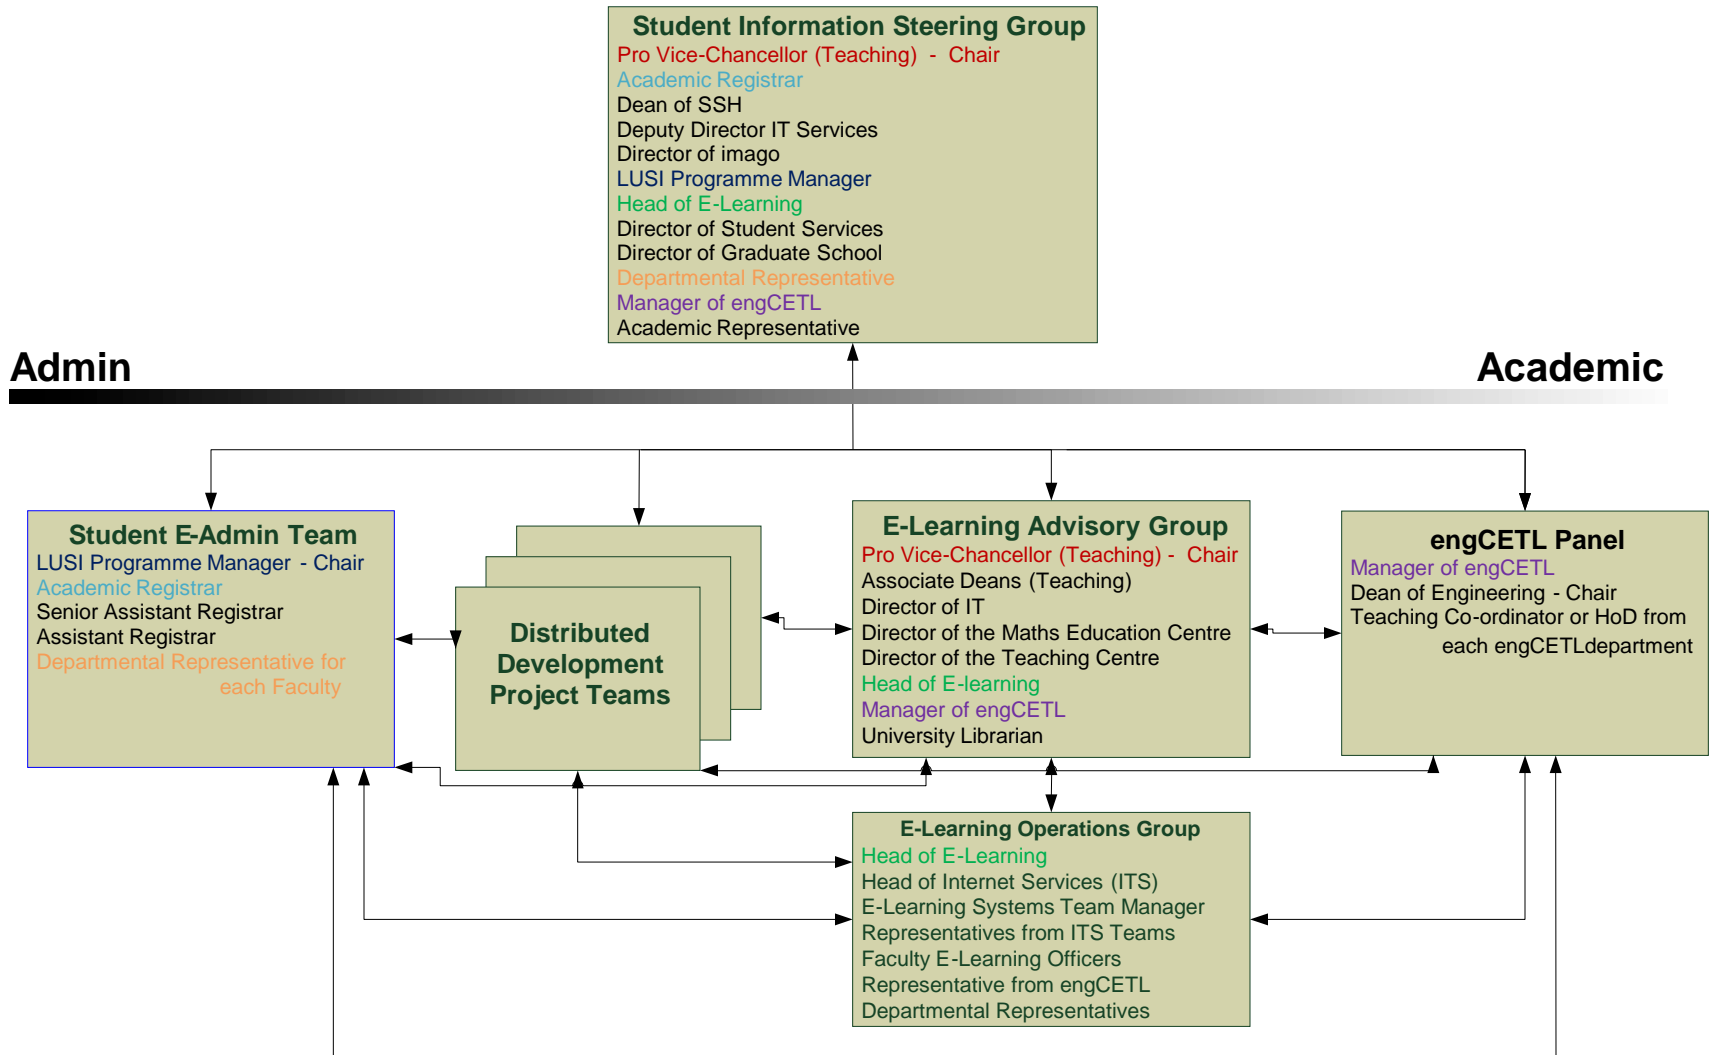 Student Information Steering Group
Pro Vice-Chancellor (Teaching) - Chair
Academic Registrar
Dean of SSH
Deputy Director IT Services
Director of imago
LUSI Programme Manager
Head of E-Learning
Director of Student Services
Director of Graduate School
Departmental Representative
Manager of engCETL
Academic Representative
Admin
Academic
Student E-Admin Team
LUSI Programme Manager - Chair
Academic Registrar
Senior Assistant Registrar
Assistant Registrar
Departmental Representative for
each Faculty
Distributed
Development
Project Teams
E-Learning Advisory Group
Pro Vice-Chancellor (Teaching) - Chair
Associate Deans (Teaching)
Director of IT
Director of the Maths Education Centre
Director of the Teaching Centre
Head of E-learning
Manager of engCETL
University Librarian
engCETL Panel
Manager of engCETL
Dean of Engineering - Chair
Teaching Co-ordinator or HoD from
each engCETLdepartment
E-Learning Operations Group
Head of E-Learning
Head of Internet Services (ITS)
E-Learning Systems Team Manager
Representatives from ITS Teams
Faculty E-Learning Officers
Representative from engCETL
Departmental Representatives